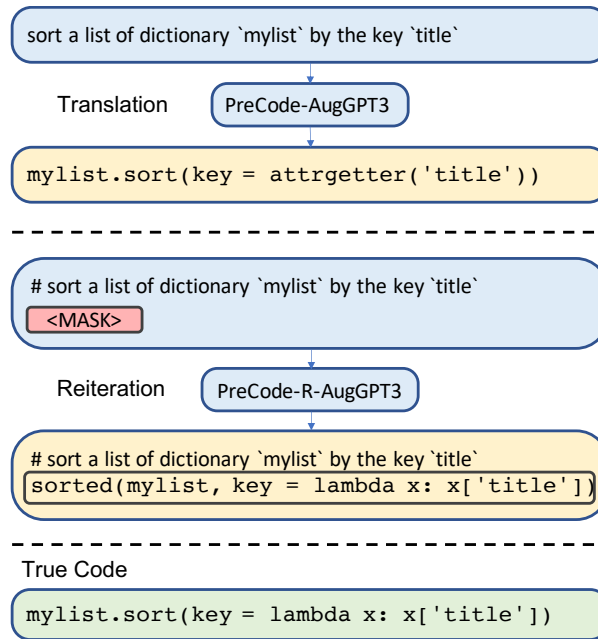 sort a list of dictionary `mylist` by the key `title`
Translation
PreCode-AugGPT3
mylist.sort(key = attrgetter('title'))
# sort a list of dictionary `mylist` by the key `title`
<MASK>
Reiteration
PreCode-R-AugGPT3
# sort a list of dictionary `mylist` by the key `title`
sorted(mylist, key = lambda x: x['title'])
True Code
mylist.sort(key = lambda x: x['title'])